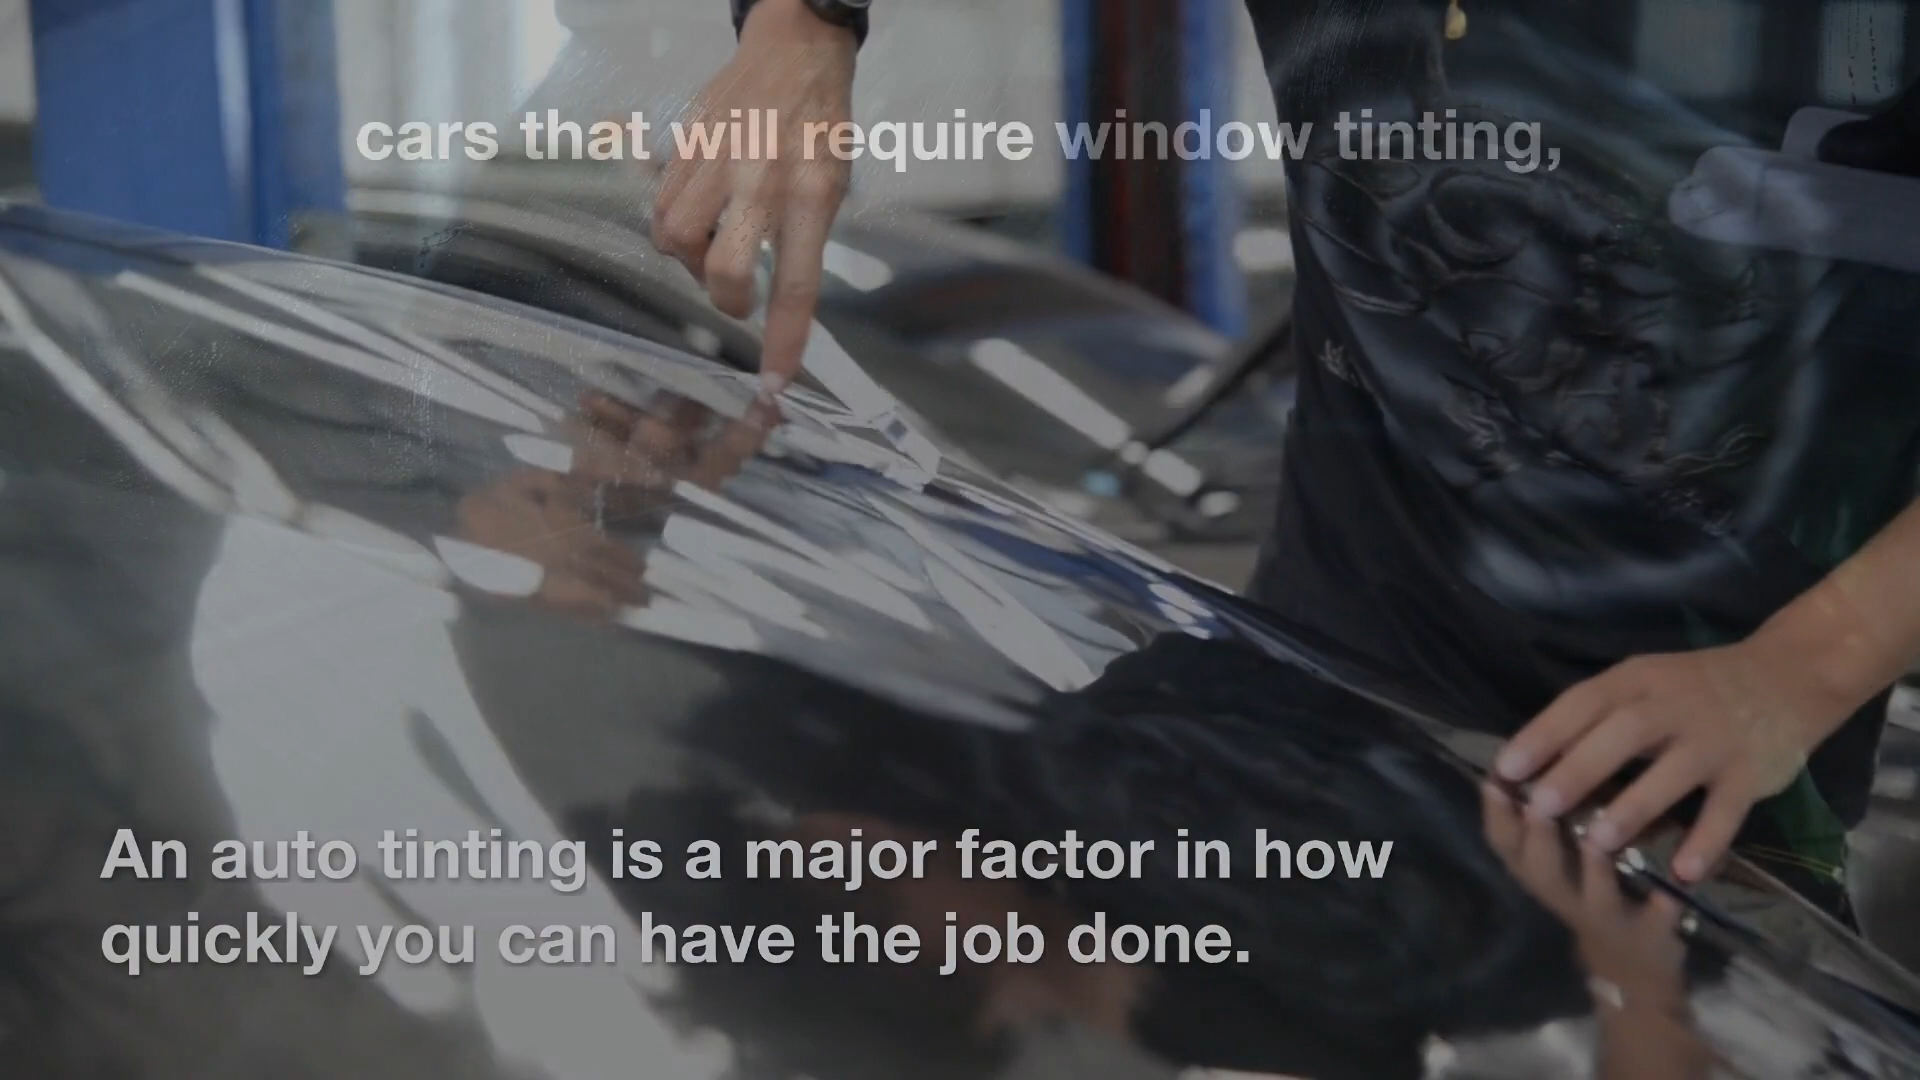 cars that will require window tinting,
An auto tinting is a major factor in how
quickly you can have the job done.